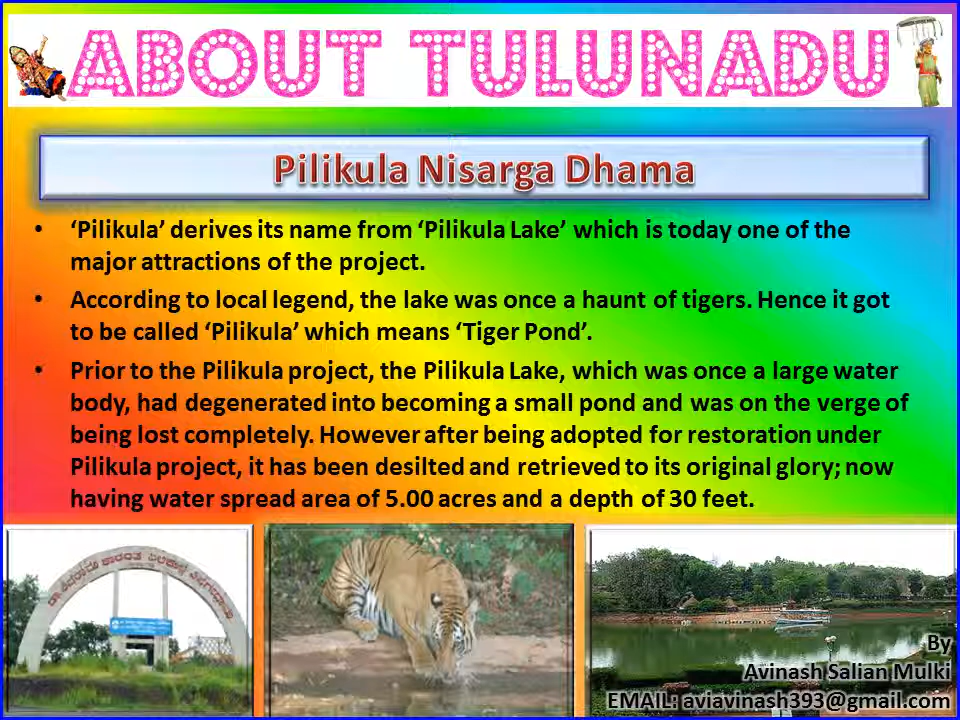 ABOUT TULUNADU
Pilikula Nisarga Dhama
• ‘Pilikula’ derives its name from ‘Pilikula Lake’ which is today one of the
major attractions of the project.
• According to local legend, the lake was once a haunt of tigers. Hence it got
to be called ‘Pilikula’ which means ‘Tiger Pond’.
• Prior to the Pilikula project, the Pilikula Lake, which was once a large water
body, had degenerated into becoming a small pond and was on the verge of
being lost completely. However after being adopted for restoration under
Pilikula project, it has been desilted and retrieved to its original glory; now
having water spread area of 5.00 acres and a depth of 30 feet.
By
Avinash Salian Mulki
EMAIL: aviavinash393@gmail.com